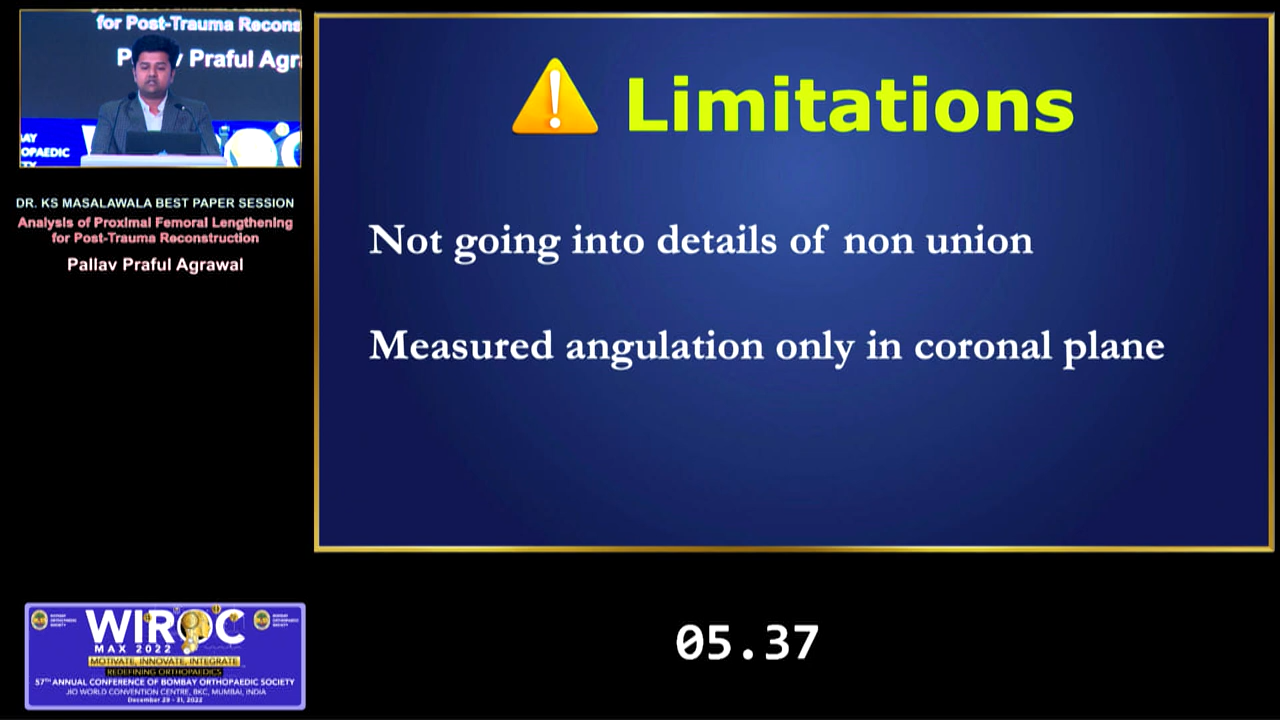 for Post-Trauma Recons
Praful Agra
OPAEDIC
DR. KS MASALAWALA BEST PAPER SESSION
Analysis of Proximal Femoral Lengthening
for Post-Trauma Reconstruction
Pallav Praful Agrawal
Limitations
Not going into details of non union
Measured angulation only in coronal plane
WIROC
MAX 2022
MOTIVATE, INNOVATE, INTEGRATE
REDEFINING ORTHOPAEDICS
57TH ANNUAL CONFERENCE OF BOMBAY ORTHOPAEDIC SOCIETY
JIO WORLD CONVENTION CENTRE, BKC, MUMBAI, INDIA
December 29 - 31, 2022
05.37